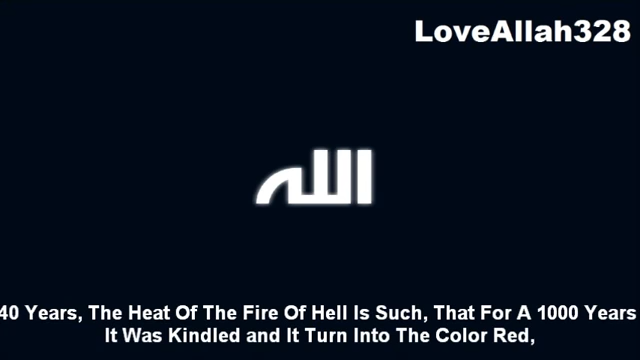 LoveAllah328
الله
40 Years, The Heat Of The Fire Of Hell Is Such, That For A 1000 Years
It Was Kindled and It Turn Into The Color Red,